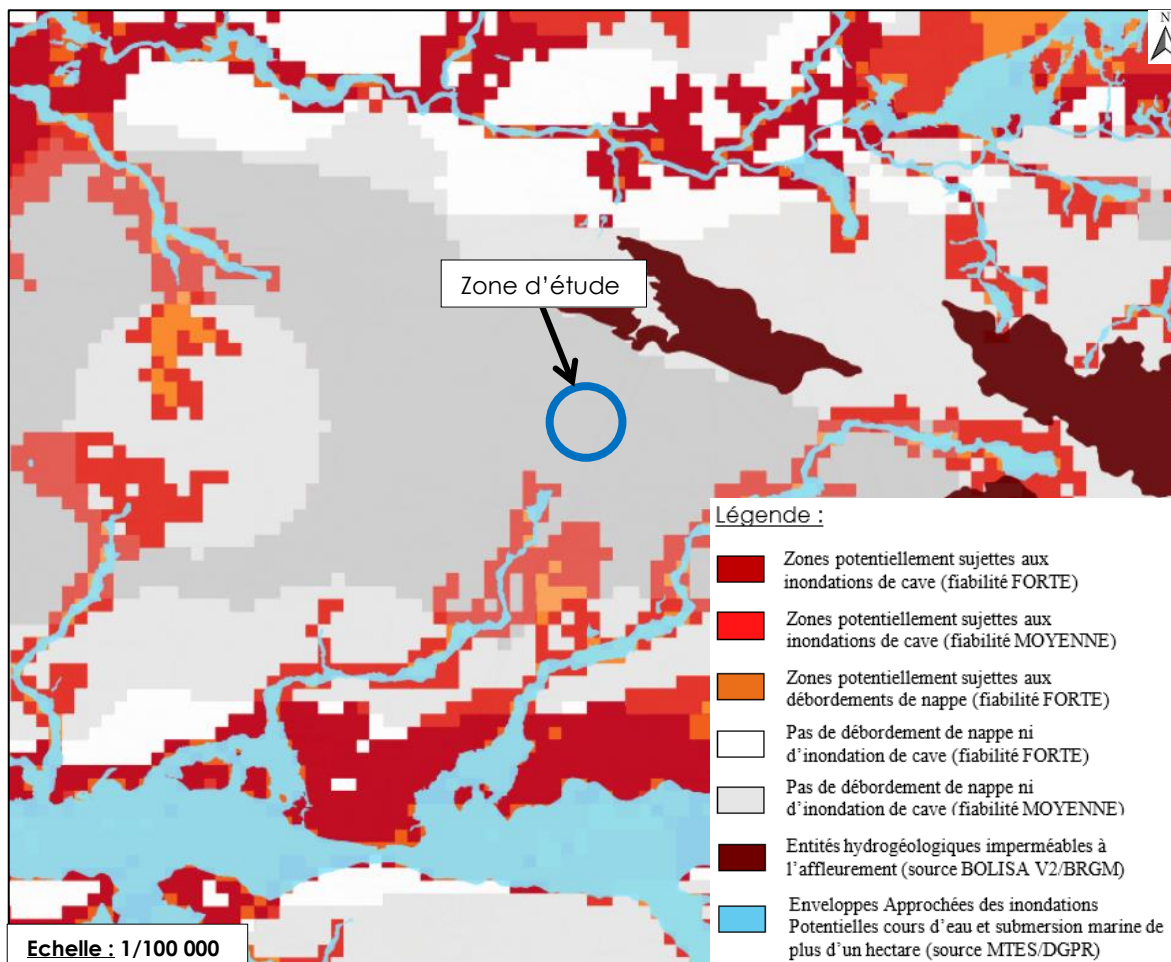 N
Zone d’étude
Légende :
Zones potentiellement sujettes aux
inondations de cave (fiabilité FORTE)
Zones potentiellement sujettes aux
inondations de cave (fiabilité MOYENNE)
Zones potentiellement sujettes aux
débordements de nappe (fiabilité FORTE)
Pas de débordement de nappe ni
d’inondation de cave (fiabilité FORTE)
Pas de débordement de nappe ni
d’inondation de cave (fiabilité MOYENNE)
Entités hydrogéologiques imperméables à
l’affleurement (source BOLISA V2/BRGM)
Enveloppes Approchées des inondations
Potentielles cours d’eau et submersion marine de
plus d’un hectare (source MTES/DGPR)
Echelle : 1/100 000